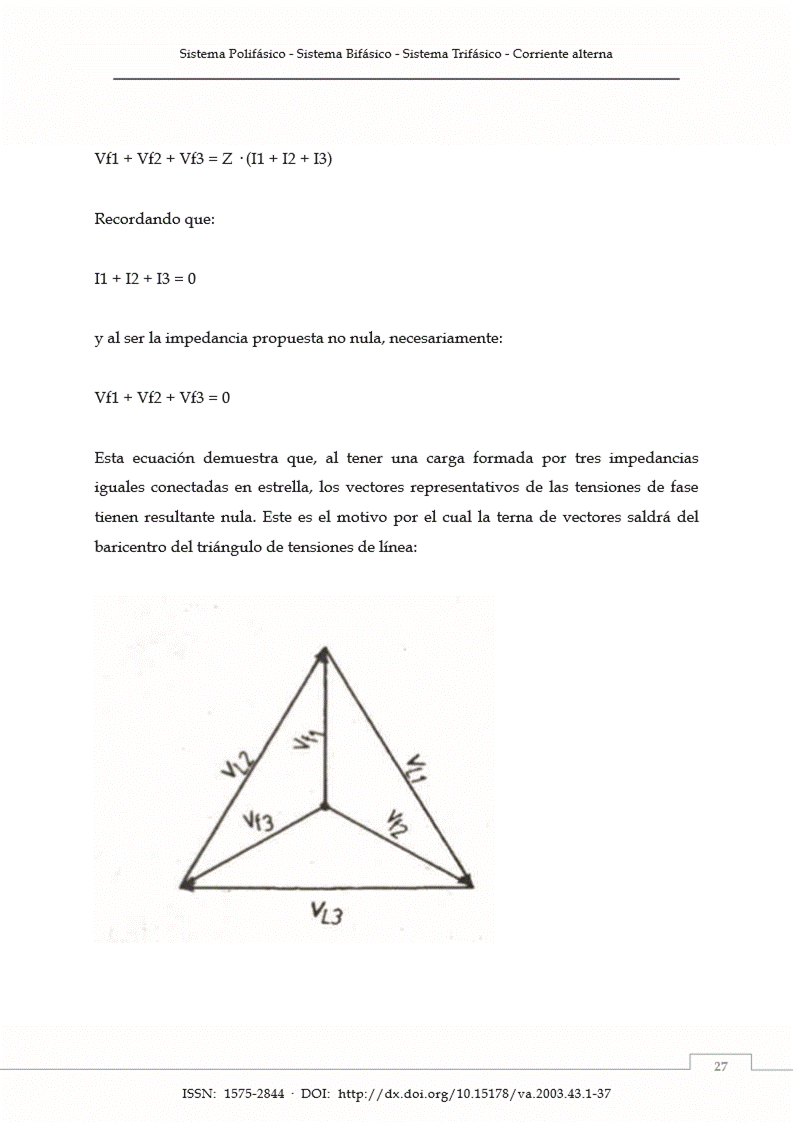 Sistema Polifásico - Sistema Bifásico - Sistema Trifásico - Corriente alterna
Vf1 + Vf2 + Vf3 = Z · (I1 + I2 + I3)
Recordando que:
I1 + I2 + I3 = 0
y al ser la impedancia propuesta no nula, necesariamente:
Vf1 + Vf2 + Vf3 = 0
Esta ecuación demuestra que, al tener una carga formada por tres impedancias
iguales conectadas en estrella, los vectores representativos de las tensiones de fase
tienen resultante nula. Este es el motivo por el cual la terna de vectores saldrá del
baricentro del triángulo de tensiones de línea:
VL2
Vf1
VL1
Vf3
Vf2
VL3
27
ISSN: 1575-2844 · DOI: http://dx.doi.org/10.15178/va.2003.43.1-37